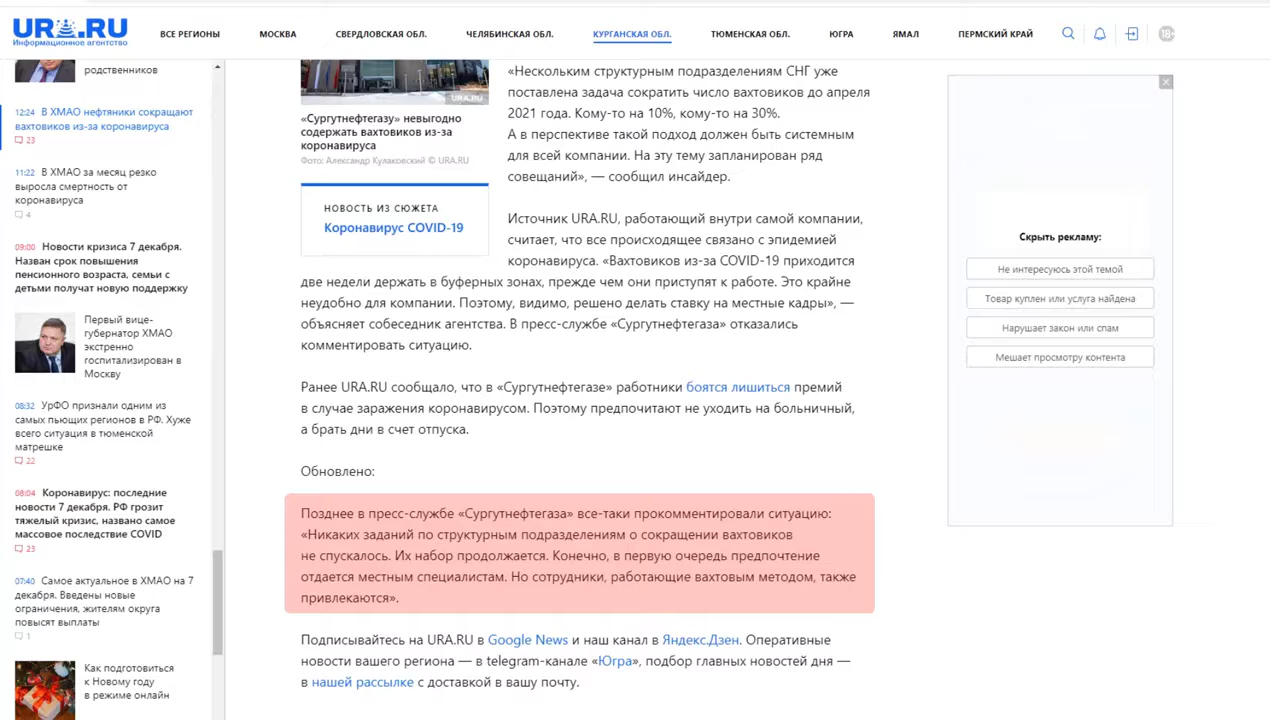 URA.RU
Информационное агентство
ВСЕ РЕГИОНЫ
МОСКВА
СВЕРДЛОВСКАЯ ОБЛ.
ЧЕЛЯБИНСКАЯ ОБЛ.
КУРГАНСКАЯ ОБЛ.
ТЮМЕНСКАЯ ОБЛ.
ЮГРА
ЯМАЛ
ПЕРМСКИЙ КРАЙ
18+
родственников
12:24 В ХМАО нефтяники сокращают
вахтовиков из-за коронавируса
23
11:22 В ХМАО за месяц резко
выросла смертность от
коронавируса
4
09:00 Новости кризиса 7 декабря.
Назван срок повышения
пенсионного возраста, семьи с
детьми получат новую поддержку
Первый вице-
губернатор ХМАО
экстренно
госпитализирован в
Москву
08:32 УрФО признали одним из
самых пьющих регионов в РФ. Хуже
всего ситуация в тюменской
матрешке
22
08:04 Коронавирус: последние
новости 7 декабря. РФ грозит
тяжелый кризис, названо самое
массовое последствие COVID
23
07:40 Самое актуальное в ХМАО на 7
декабря. Введены новые
ограничения, жителям округа
повысят выплаты
1
Как подготовиться
к Новому году
в режиме онлайн
URA.RU
«Сургутнефтегазу» невыгодно
содержать вахтовиков из-за
коронавируса
Фото: Александр Кулаковский © URA.RU
НОВОСТЬ ИЗ СЮЖЕТА
Коронавирус COVID-19
«Нескольким структурным подразделениям СНГ уже
поставлена задача сократить число вахтовиков до апреля
2021 года. Кому-то на 10%, кому-то на 30%.
А в перспективе такой подход должен быть системным
для всей компании. На эту тему запланирован ряд
совещаний», — сообщил инсайдер.
Источник URA.RU, работающий внутри самой компании,
считает, что все происходящее связано с эпидемией
коронавируса. «Вахтовиков из-за COVID-19 приходится
две недели держать в буферных зонах, прежде чем они приступят к работе. Это крайне
неудобно для компании. Поэтому, видимо, решено делать ставку на местные кадры», —
объясняет собеседник агентства. В пресс-службе «Сургутнефтегаза» отказались
комментировать ситуацию.
Ранее URA.RU сообщало, что в «Сургутнефтегазе» работники боятся лишиться премий
в случае заражения коронавирусом. Поэтому предпочитают не уходить на больничный,
а брать дни в счет отпуска.
Обновлено:
Позднее в пресс-службе «Сургутнефтегаза» все-таки прокомментировали ситуацию:
«Никаких заданий по структурным подразделениям о сокращении вахтовиков
не спускалось. Их набор продолжается. Конечно, в первую очередь предпочтение
отдается местным специалистам. Но сотрудники, работающие вахтовым методом, также
привлекаются».
Подписывайтесь на URA.RU в Google News и наш канал в Яндекс.Дзен. Оперативные
новости вашего региона — в telegram-канале «Югра», подбор главных новостей дня —
в нашей рассылке с доставкой в вашу почту.
Скрыть рекламу:
Не интересуюсь этой темой
Товар куплен или услуга найдена
Нарушает закон или спам
Мешает просмотру контента